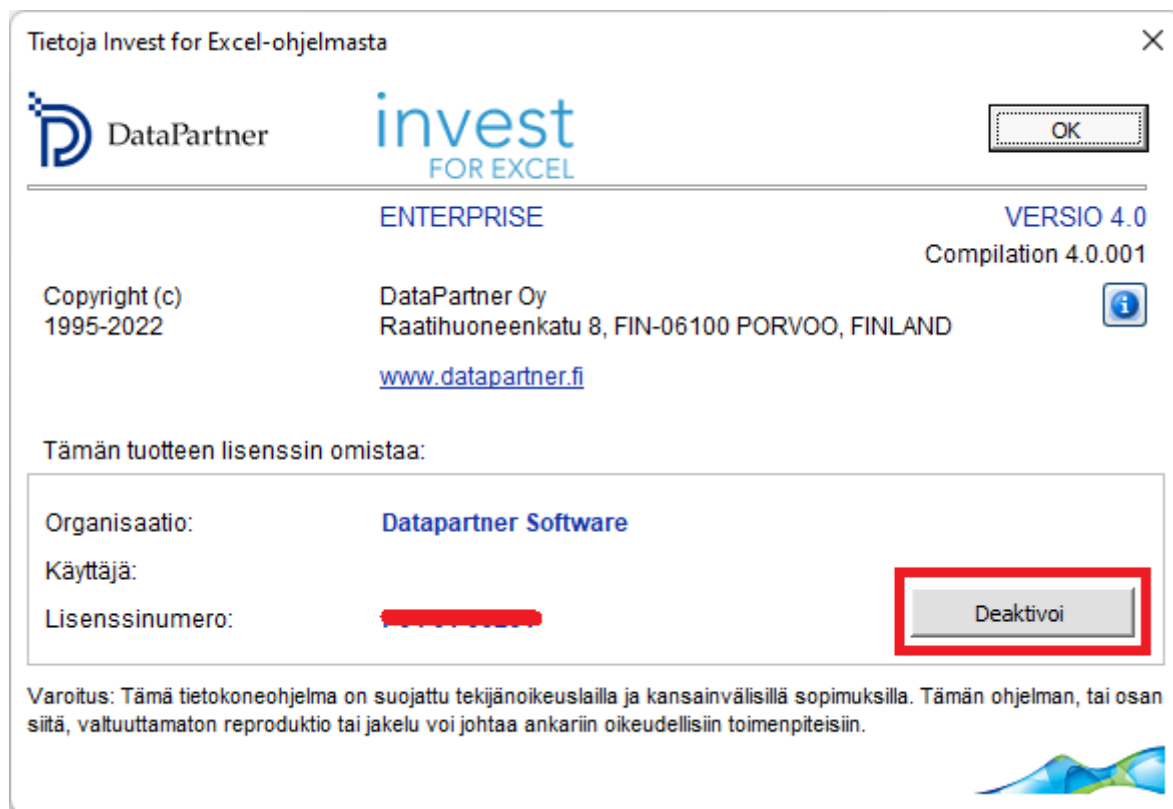 Tietoja Invest for Excel-ohjelmasta
DataPartner
invest
FOR EXCEL
OK
ENTERPRISE
VERSIO 4.0
Compilation 4.0.001
Copyright (c)
1995-2022
DataPartner Oy
Raatihuoneenkatu 8, FIN-06100 PORVOO, FINLAND
www.datapartner.fi
Tämän tuotteen lisenssin omistaa:
Organisaatio: Datapartner Software
Käyttäjä:
Lisenssinumero:
Deaktivoi
Varoitus: Tämä tietokoneohjelma on suojattu tekijänoikeuslailla ja kansainvälisillä sopimuksilla. Tämän ohjelman, tai osan
siitä, valtuuttamaton reproduktio tai jakelu voi johtaa ankariin oikeudellisiin toimenpiteisiin.